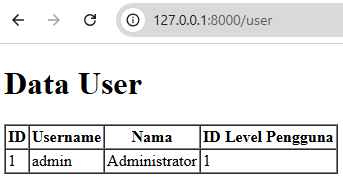 127.0.0.1:8000/user
Data User
ID Username Nama ID Level Pengguna
1 admin Administrator 1